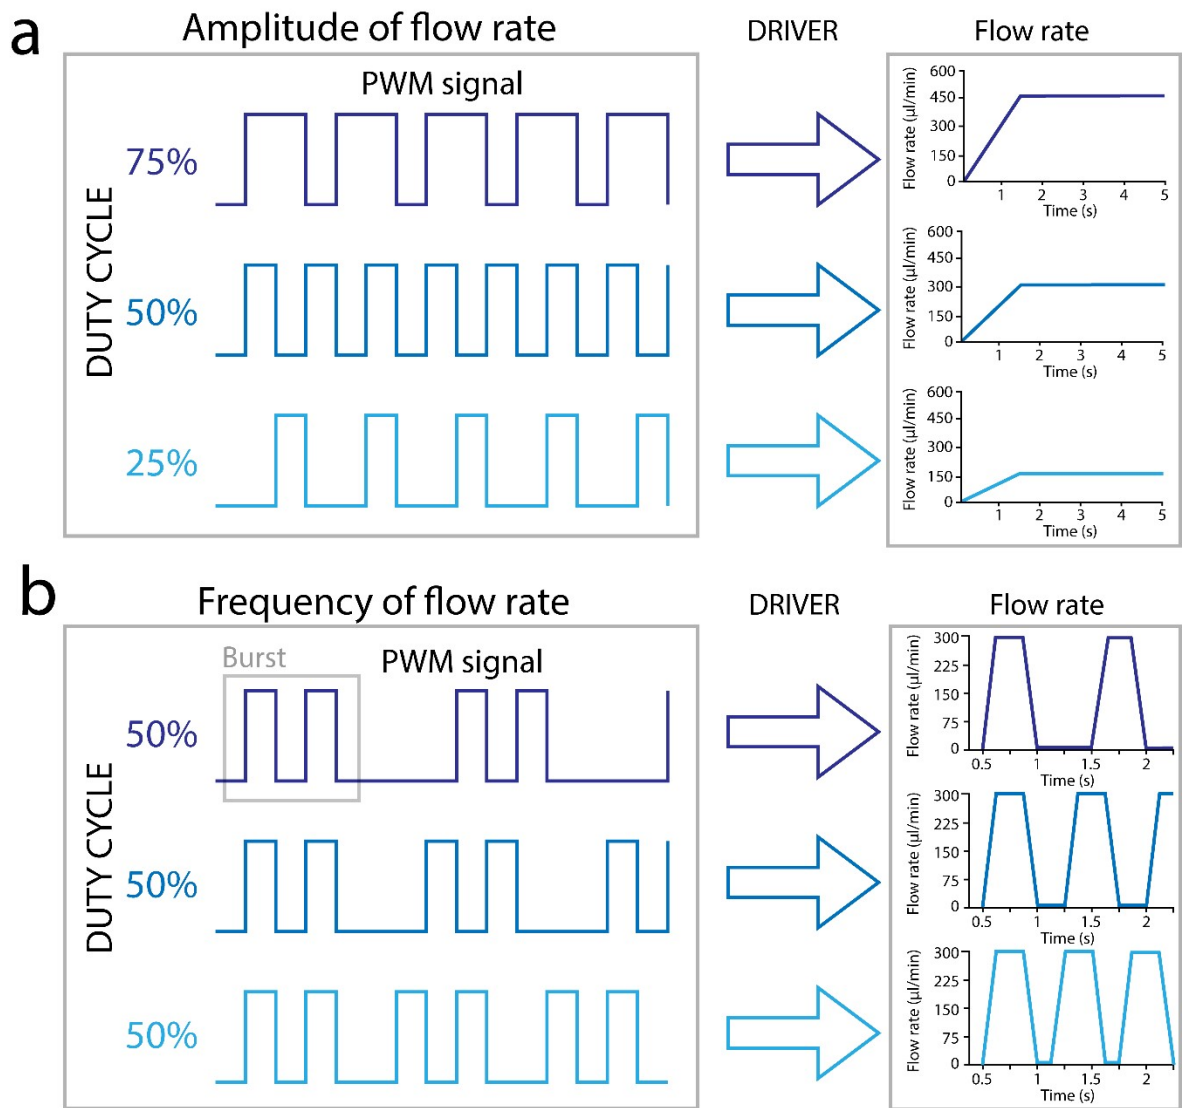 a
Amplitude of flow rate
DRIVER
Flow rate
PWM signal
DUTY CYCLE
75%
50%
25%
Flow rate (µl/min)
600
450
300
150
0
1 2 3 4 5
Time (s)
Flow rate (µl/min)
600
450
300
150
0
1 2 3 4 5
Time (s)
Flow rate (µl/min)
600
450
300
150
0
1 2 3 4 5
Time (s)
b
Frequency of flow rate
DRIVER
Flow rate
Burst
PWM signal
DUTY CYCLE
50%
50%
50%
Flow rate (µl/min)
300
225
150
75
0
0.5 1 1.5 2
Time (s)
Flow rate (µl/min)
300
225
150
75
0
0.5 1 1.5 2
Time (s)
Flow rate (µl/min)
300
225
150
75
0
0.5 1 1.5 2
Time (s)